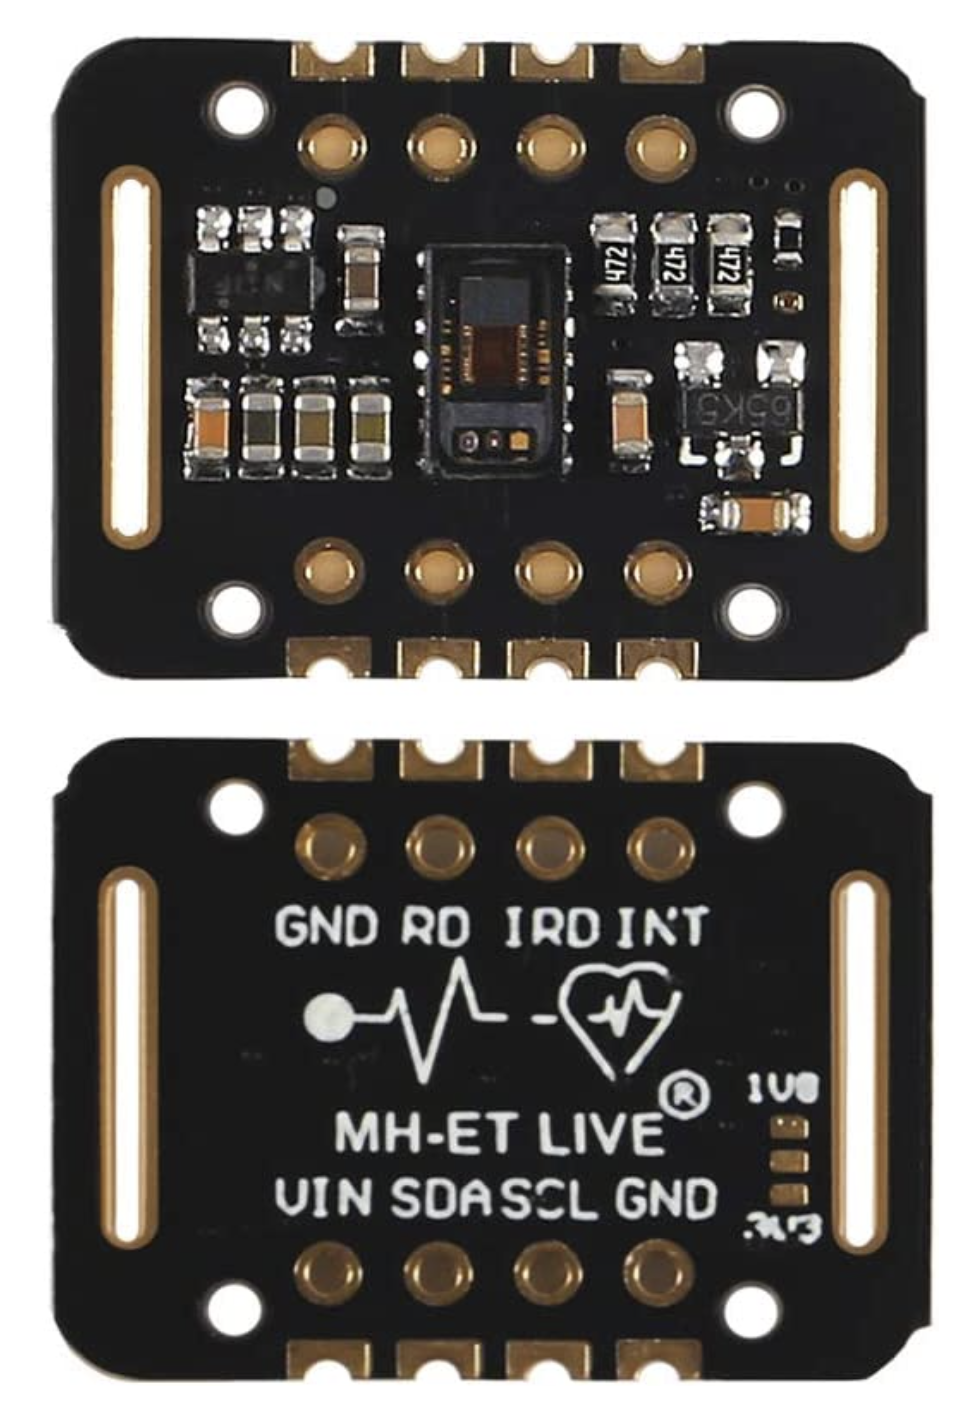 472
472
472
65K5
GND RD IRD INT
®
1V8
MH-ET LIVE
VIN SDA SCL GND
3V3